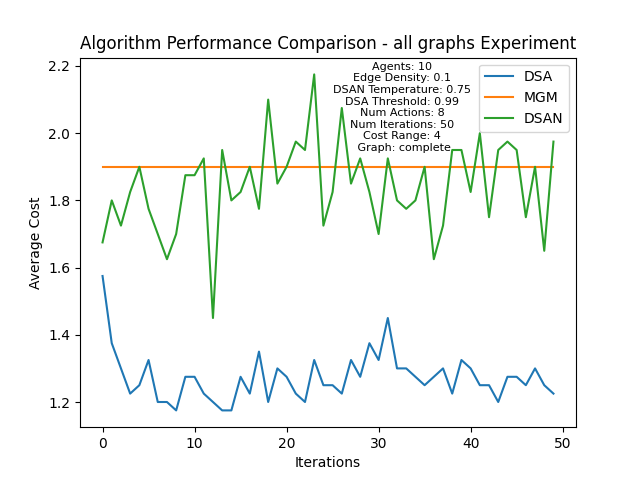 Algorithm Performance Comparison - all graphs Experiment
Agents: 10
Edge Density: 0.1
DSAN Temperature: 0.75
DSA Threshold: 0.99
Num Actions: 8
Num Iterations: 50
Cost Range: 4
Graph: complete
DSA
MGM
DSAN
Average Cost
2.2
2.0
1.8
1.6
1.4
1.2
0
10
20
30
40
50
Iterations